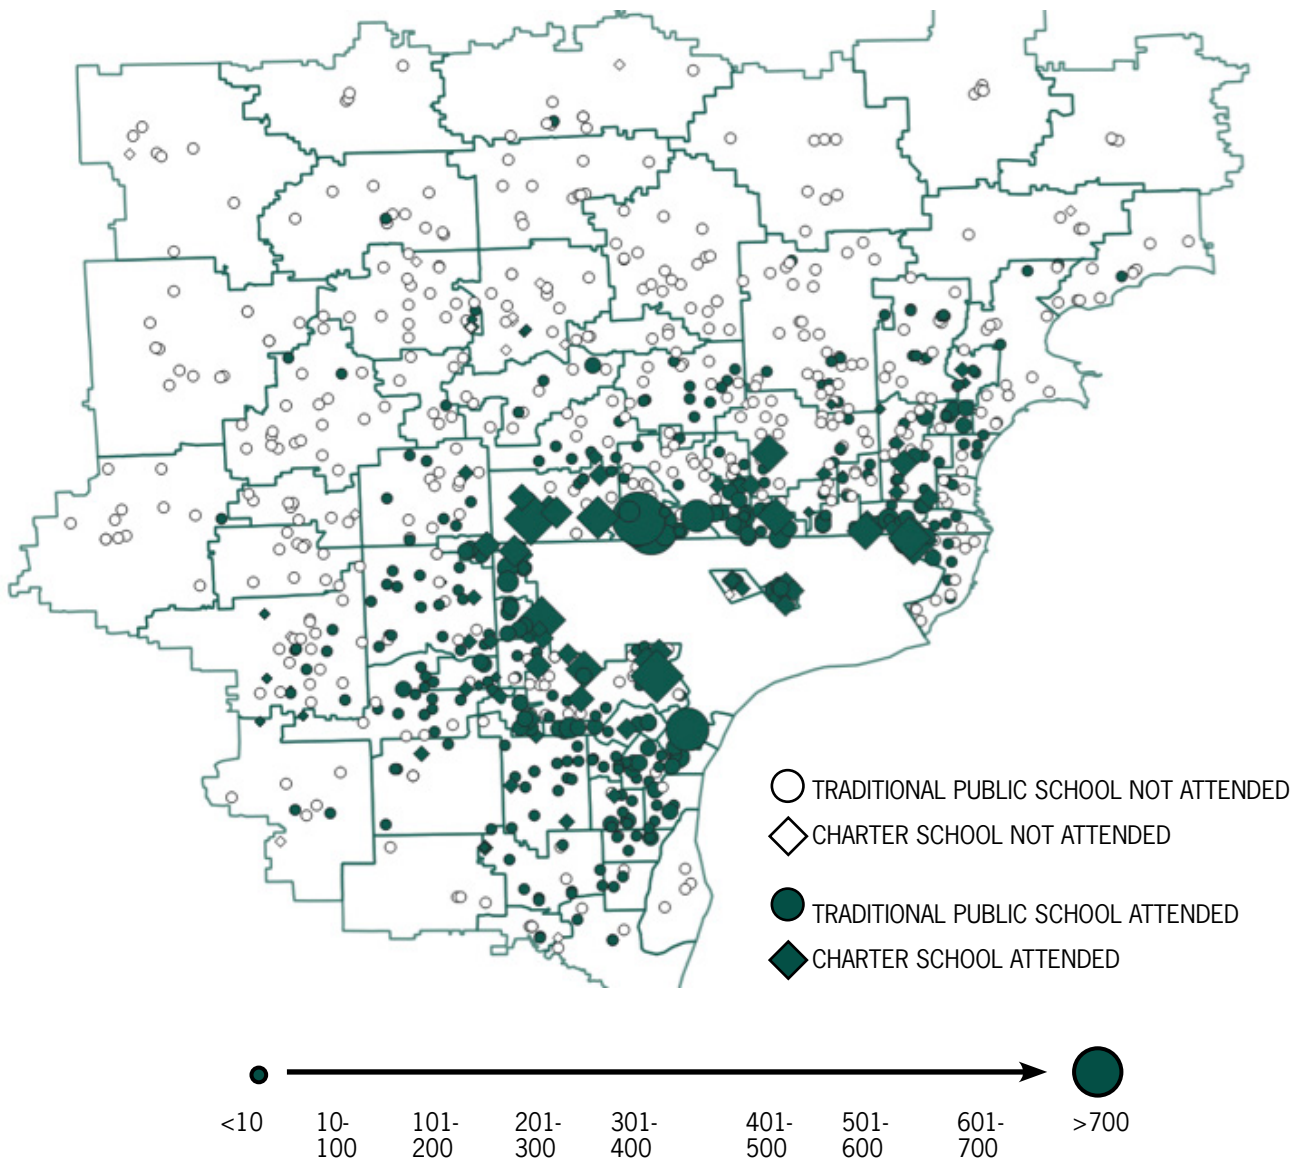 TRADITIONAL PUBLIC SCHOOL NOT ATTENDED
CHARTER SCHOOL NOT ATTENDED
TRADITIONAL PUBLIC SCHOOL ATTENDED
CHARTER SCHOOL ATTENDED
<10 10- 101- 201- 301- 401- 501- 601- >700
100 200 300 400 500 600 700